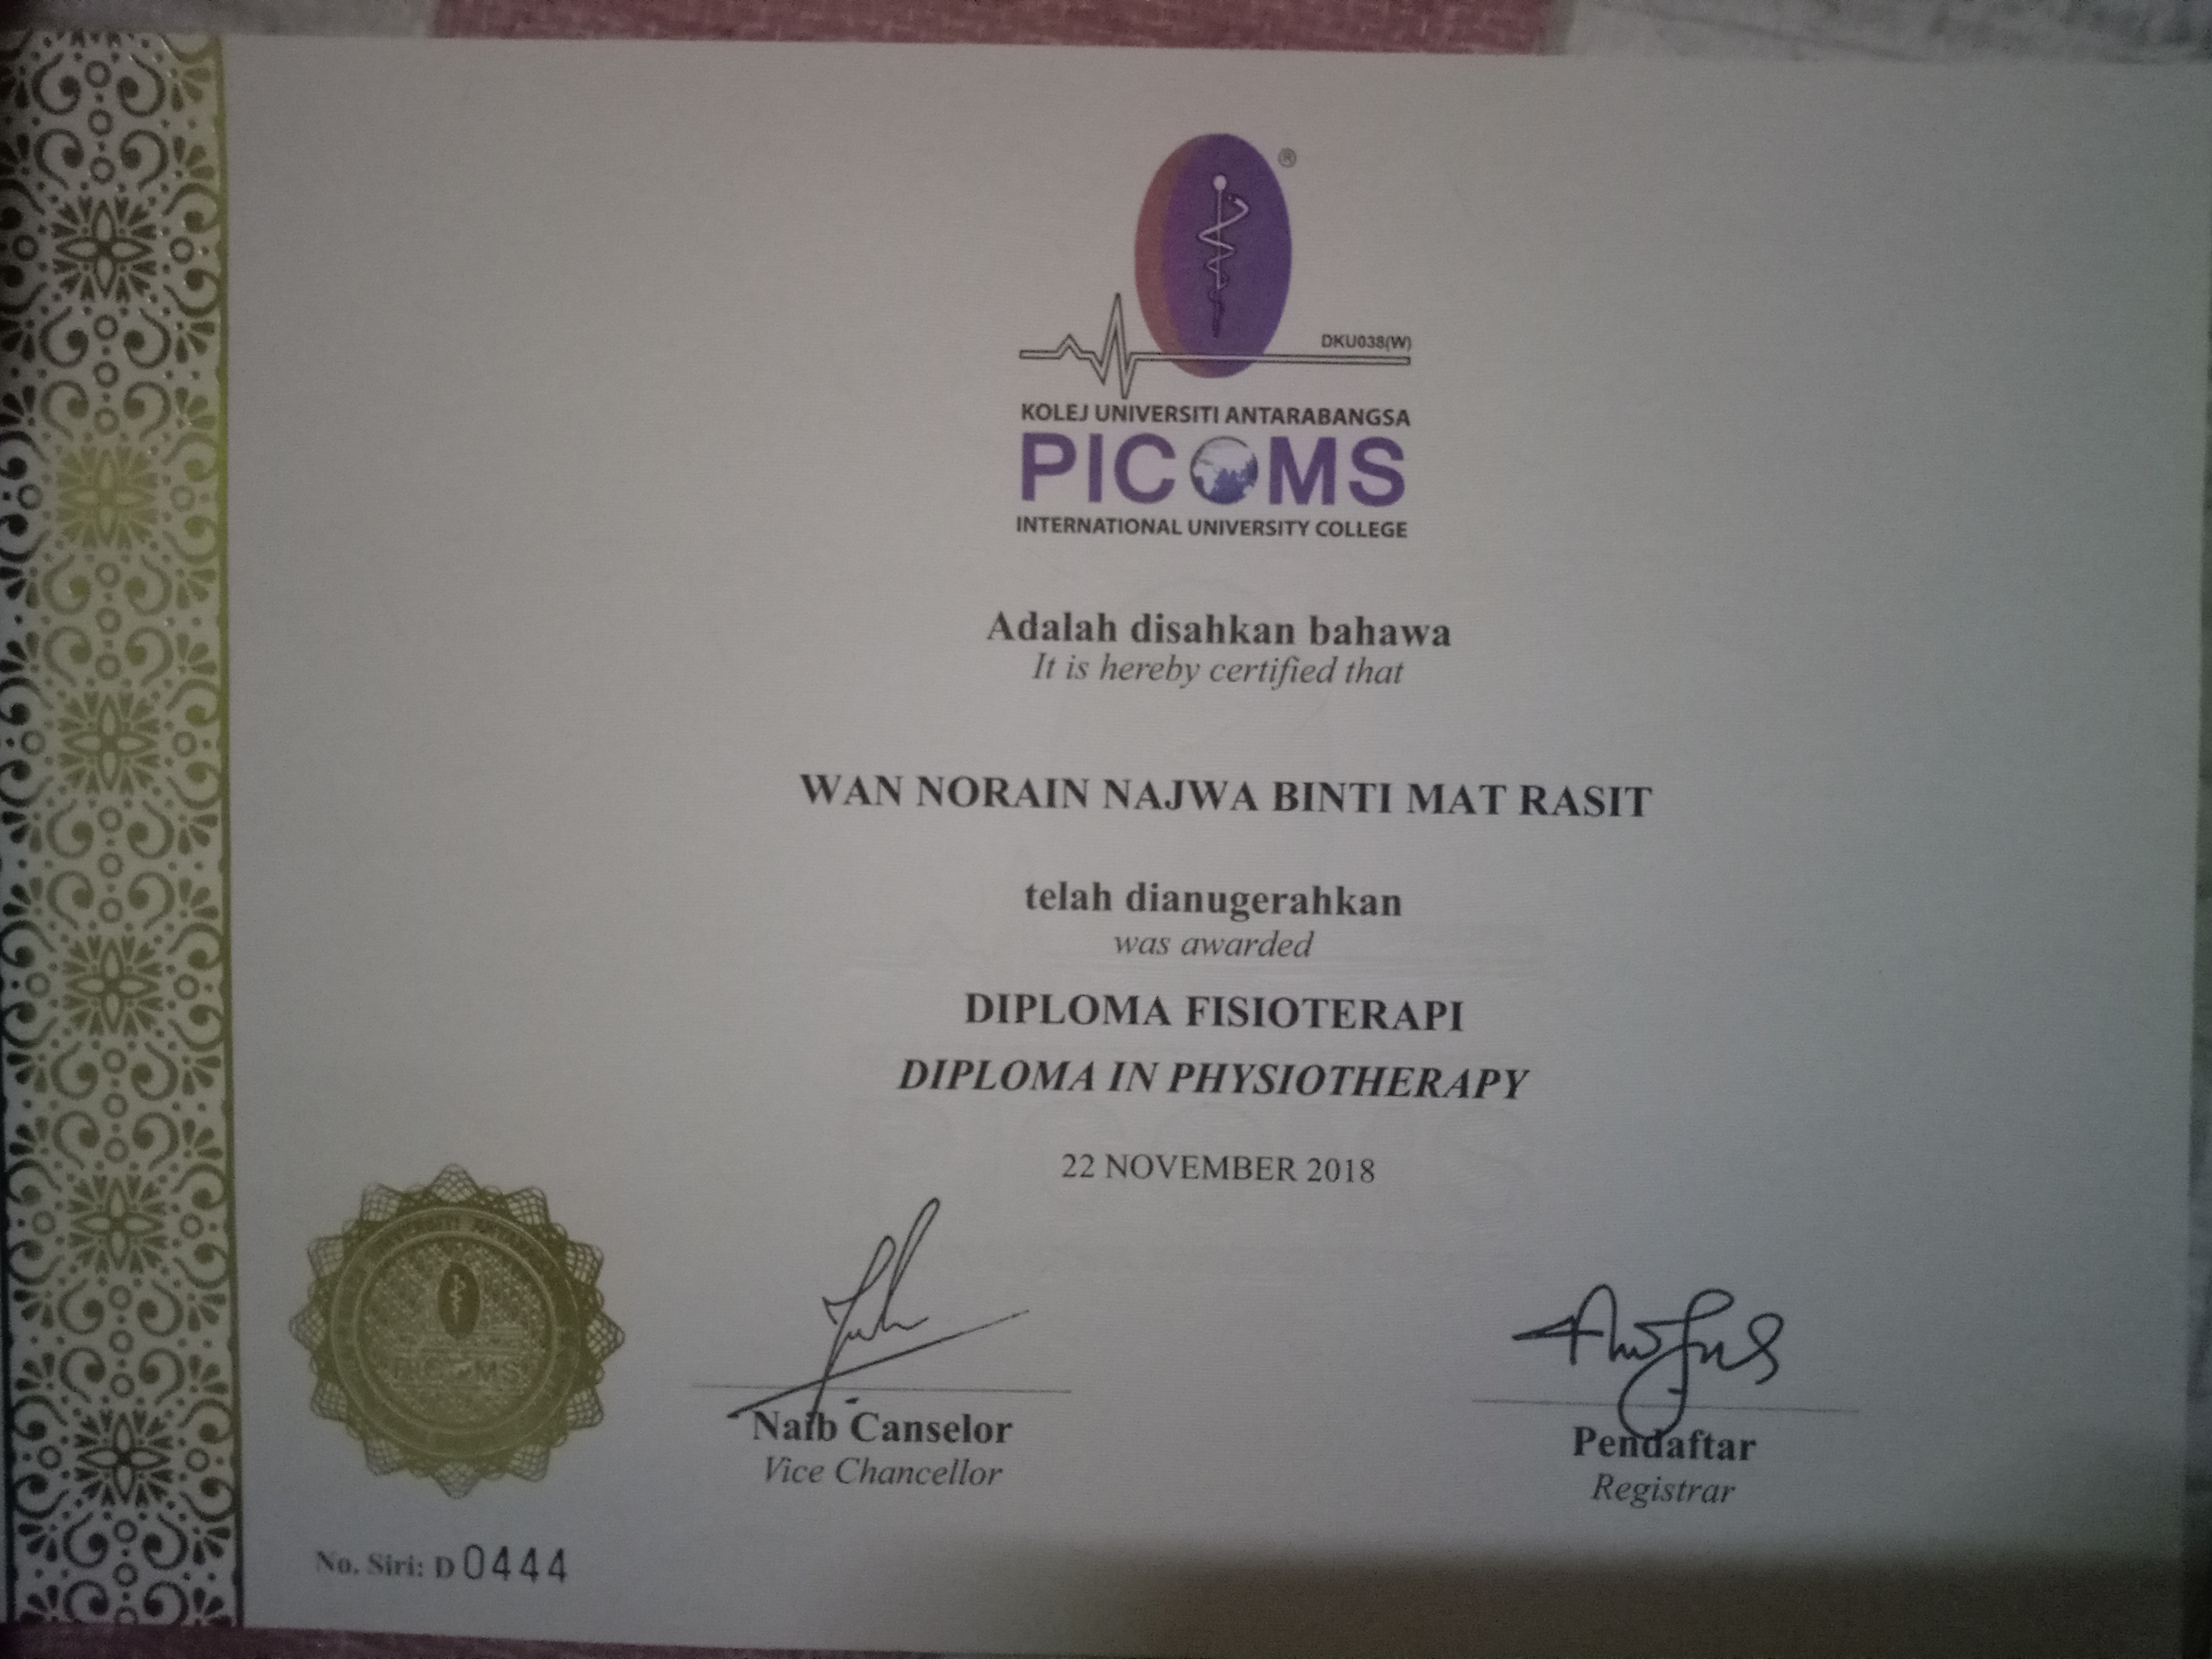 ®
DKU038(W)
KOLEJ UNIVERSITI ANTARABANGSA
PICOMS
INTERNATIONAL UNIVERSITY COLLEGE
Adalah disahkan bahawa
It is hereby certified that
WAN NORAIN NAJWA BINTI MAT RASIT
telah dianugerahkan
was awarded
DIPLOMA FISIOTERAPI
DIPLOMA IN PHYSIOTHERAPY
22 NOVEMBER 2018
PICOMS
Naib Canselor
Vice Chancellor
Pendaftar
Registrar
No. Siri: D 0444